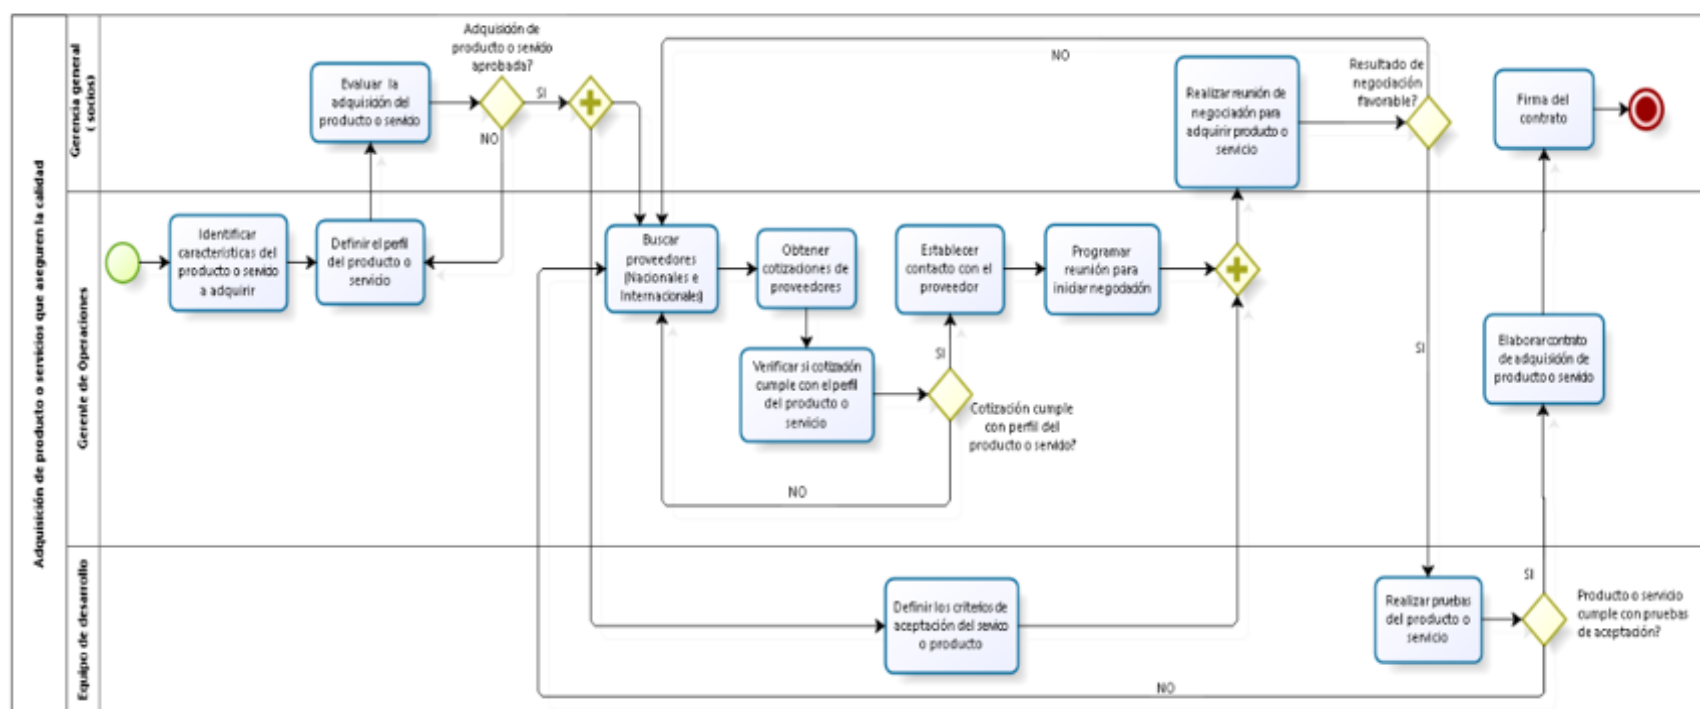 Adquisición de producto o servicios que aseguren la calidad
Gerencia general
( socios)
Adquisición de
producto o servicio
aprobada?
Evaluar la
adquisición del
producto o servicio
SI
NO
NO
Realizar reunión de
negociación para
adquirir producto o
servicio
Resultado de
negociación
favorable?
Firma del
contrato
Gerente de Operaciones
Identificar
características del
producto o servicio
a adquirir
Definir el perfil
del producto o
servicio
Buscar
proveedores
(Nacionales e
Internacionales)
Obtener
cotizaciones de
proveedores
Establecer
contacto con el
proveedor
Programar
reunión para
iniciar negociación
Verificar si cotización
cumple con el perfil
del producto o
servicio
SI
Cotización cumple
con perfil del
producto o servicio?
NO
SI
Elaborar contrato
de adquisición de
producto o servicio
Equipo de desarrollo
Definir los criterios de
aceptación del servico
o producto
Realizar pruebas
del producto o
servicio
SI
Producto o servicio
cumple con pruebas
de aceptación?
NO